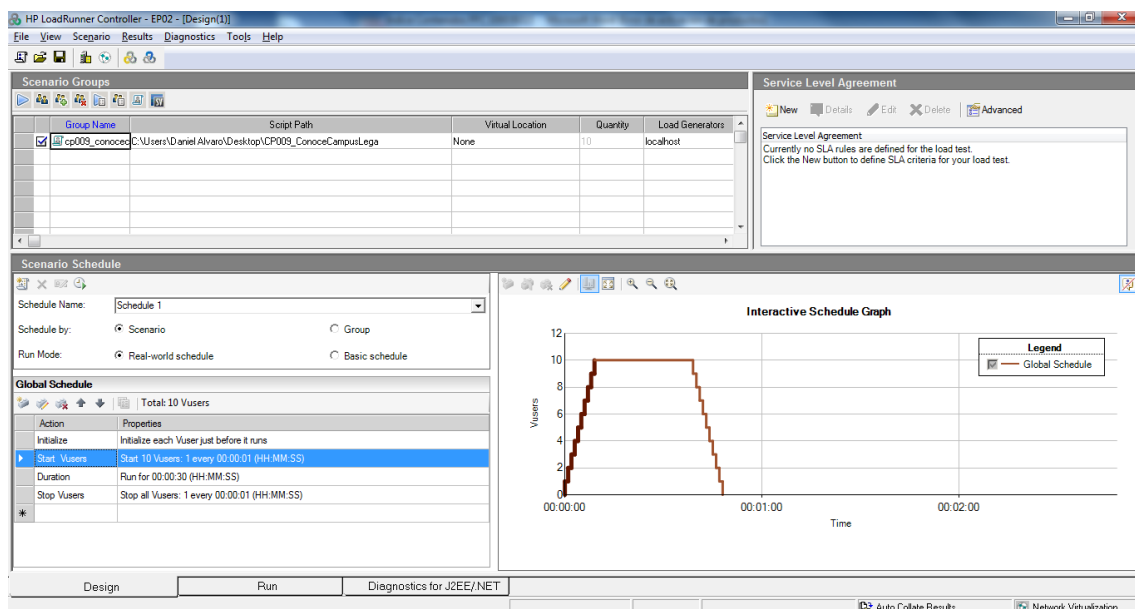 HP LoadRunner Controller - EP02 - [Design(1)]
File View Scenario Results Diagnostics Tools Help
Scenario Groups
Group Name Script Path Virtual Location Quantity Load Generators
cp009_conocec C:\Users\Daniel Alvaro\Desktop\CP009_ConoceCampusLega None 10 localhost
Service Level Agreement
New Details Edit Delete Advanced
Service Level Agreement
Currently no SLA rules are defined for the load test.
Click the New button to define SLA criteria for your load test.
Scenario Schedule
Schedule Name: Schedule 1
Schedule by: Scenario Group
Run Mode: Real-world schedule Basic schedule
Global Schedule
Total: 10 Vusers
Action Properties
Initialize Initialize each Vuser just before it runs
Start Vusers Start 10 Vusers: 1 every 00:00:01 (HH:MM:SS)
Duration Run for 00:00:30 (HH:MM:SS)
Stop Vusers Stop all Vusers: 1 every 00:00:01 (HH:MM:SS)
Interactive Schedule Graph
12
10
8
6
4
2
0
Vusers
00:00:00 00:01:00 00:02:00
Time
Legend
Global Schedule
Design Run Diagnostics for J2EE/.NET
Auto Collate Results Network Virtualization